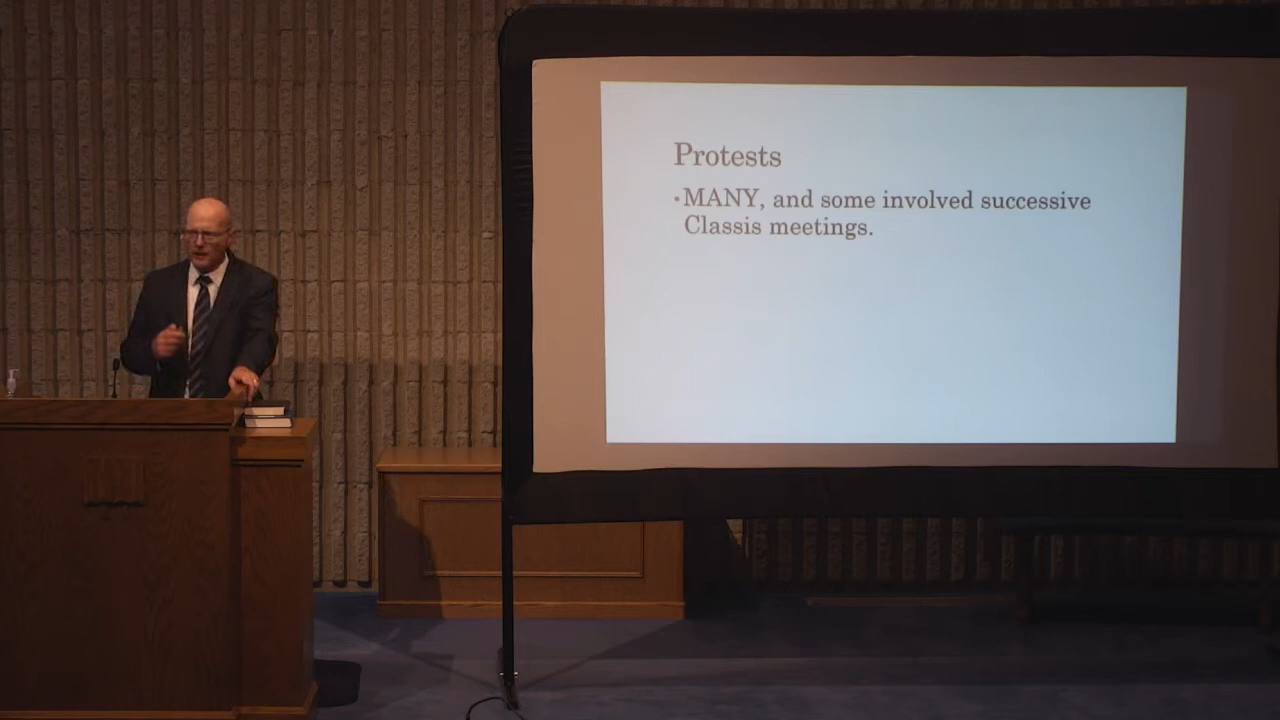 Protests
•MANY, and some involved successive
Classis meetings.